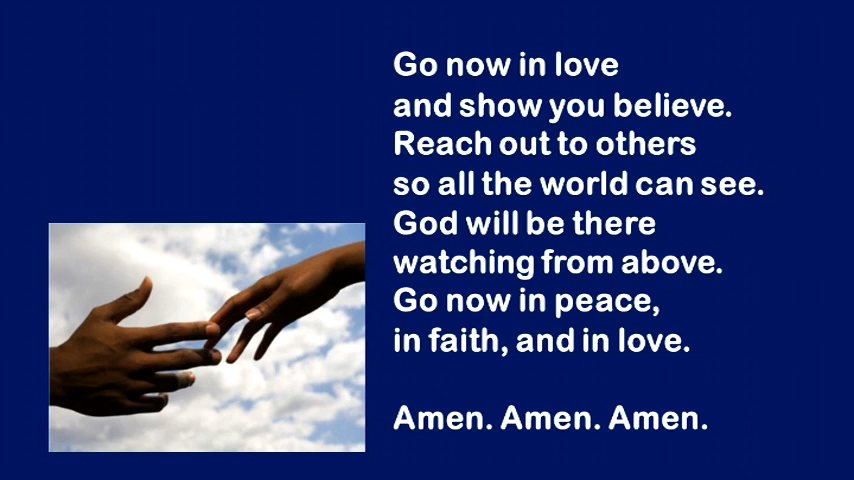 Go now in love
and show you believe.
Reach out to others
so all the world can see.
God will be there
watching from above.
Go now in peace,
in faith, and in love.
Amen. Amen. Amen.